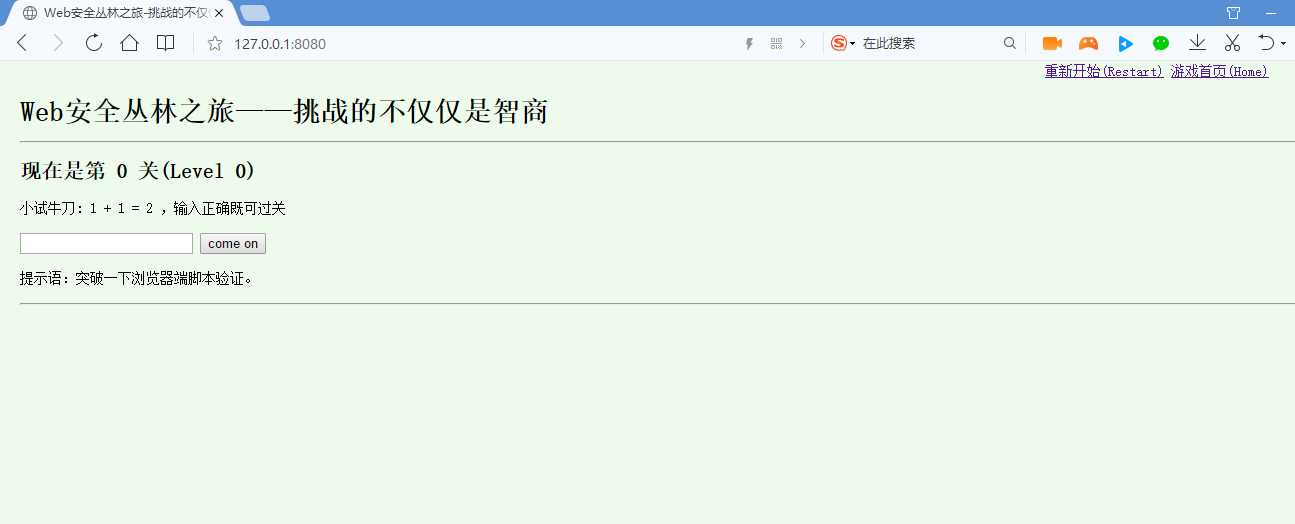 Web安全丛林之旅-挑战的不仅
127.0.0.1:8080
在此搜索
重新开始(Restart) 游戏首页(Home)
Web安全丛林之旅——挑战的不仅仅是智商
现在是第 0 关(Level 0)
小试牛刀: 1 + 1 = 2 , 输入正确既可过关
come on
提示语: 突破一下浏览器端脚本验证。